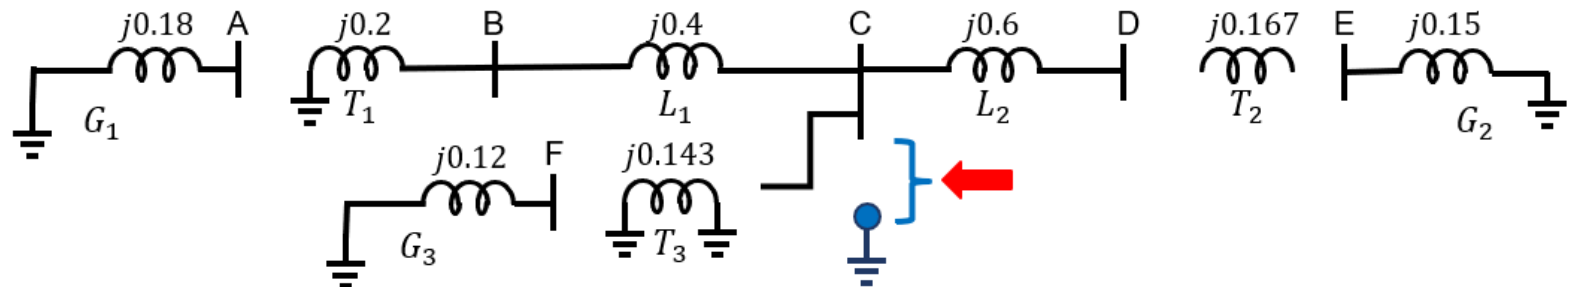 j0.18 A j0.2 B j0.4 C j0.6 D j0.167 E j0.15
G₁ T₁ L₁ L₂ T₂ G₂
j0.12 F j0.143
G₃ T₃